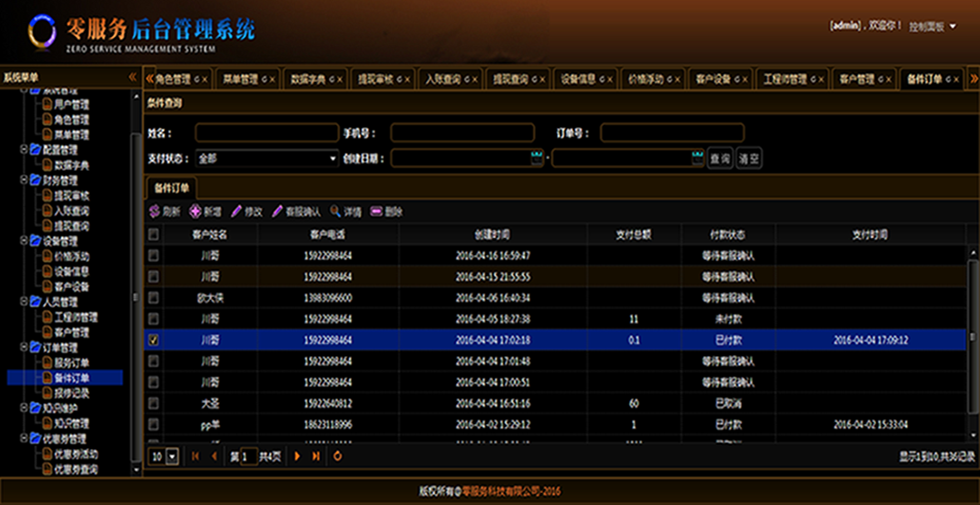 零服务后台管理系统
ZERO SERVICE MANAGEMENT SYSTEM
[admin]，欢迎你！ 控制面板
系统菜单
角色管理 菜单管理 数据字典 提现审核 入账查询 提现查询 设备信息 价格浮动 客户设备 工程师管理 客户管理 备件订单
系统管理
用户管理
角色管理
菜单管理
配置管理
数据字典
财务管理
提现审核
入账查询
提现查询
设备管理
价格浮动
设备信息
客户设备
人员管理
工程师管理
客户管理
订单管理
服务订单
备件订单
报修记录
知识维护
知识管理
优惠券管理
优惠券活动
优惠券查询
条件查询
姓名： 手机号： 订单号：
支付状态： 全部 创建日期： - 查询 清空
备件订单
刷新 新增 修改 客服确认 详情 删除
客户姓名 客户电话 创建时间 支付总额 付款状态 支付时间
川哥 15922998464 2016-04-16 16:59:47 等待客服确认
川哥 15922998464 2016-04-15 21:55:55 等待客服确认
欧大侠 13983096600 2016-04-06 16:40:34 等待客服确认
川哥 15922998464 2016-04-05 18:27:38 11 未付款
川哥 15922998464 2016-04-04 17:02:18 0.1 已付款 2016-04-04 17:09:12
川哥 15922998464 2016-04-04 17:01:48 等待客服确认
川哥 15922998464 2016-04-04 17:00:51 等待客服确认
大圣 15922640812 2016-04-04 16:51:16 60 已取消
pp羊 18623118996 2016-04-02 15:29:12 1 已付款 2016-04-02 15:33:04
10 第 1 共4页 显示1到10,共36记录
版权所有@零服务科技有限公司-2016